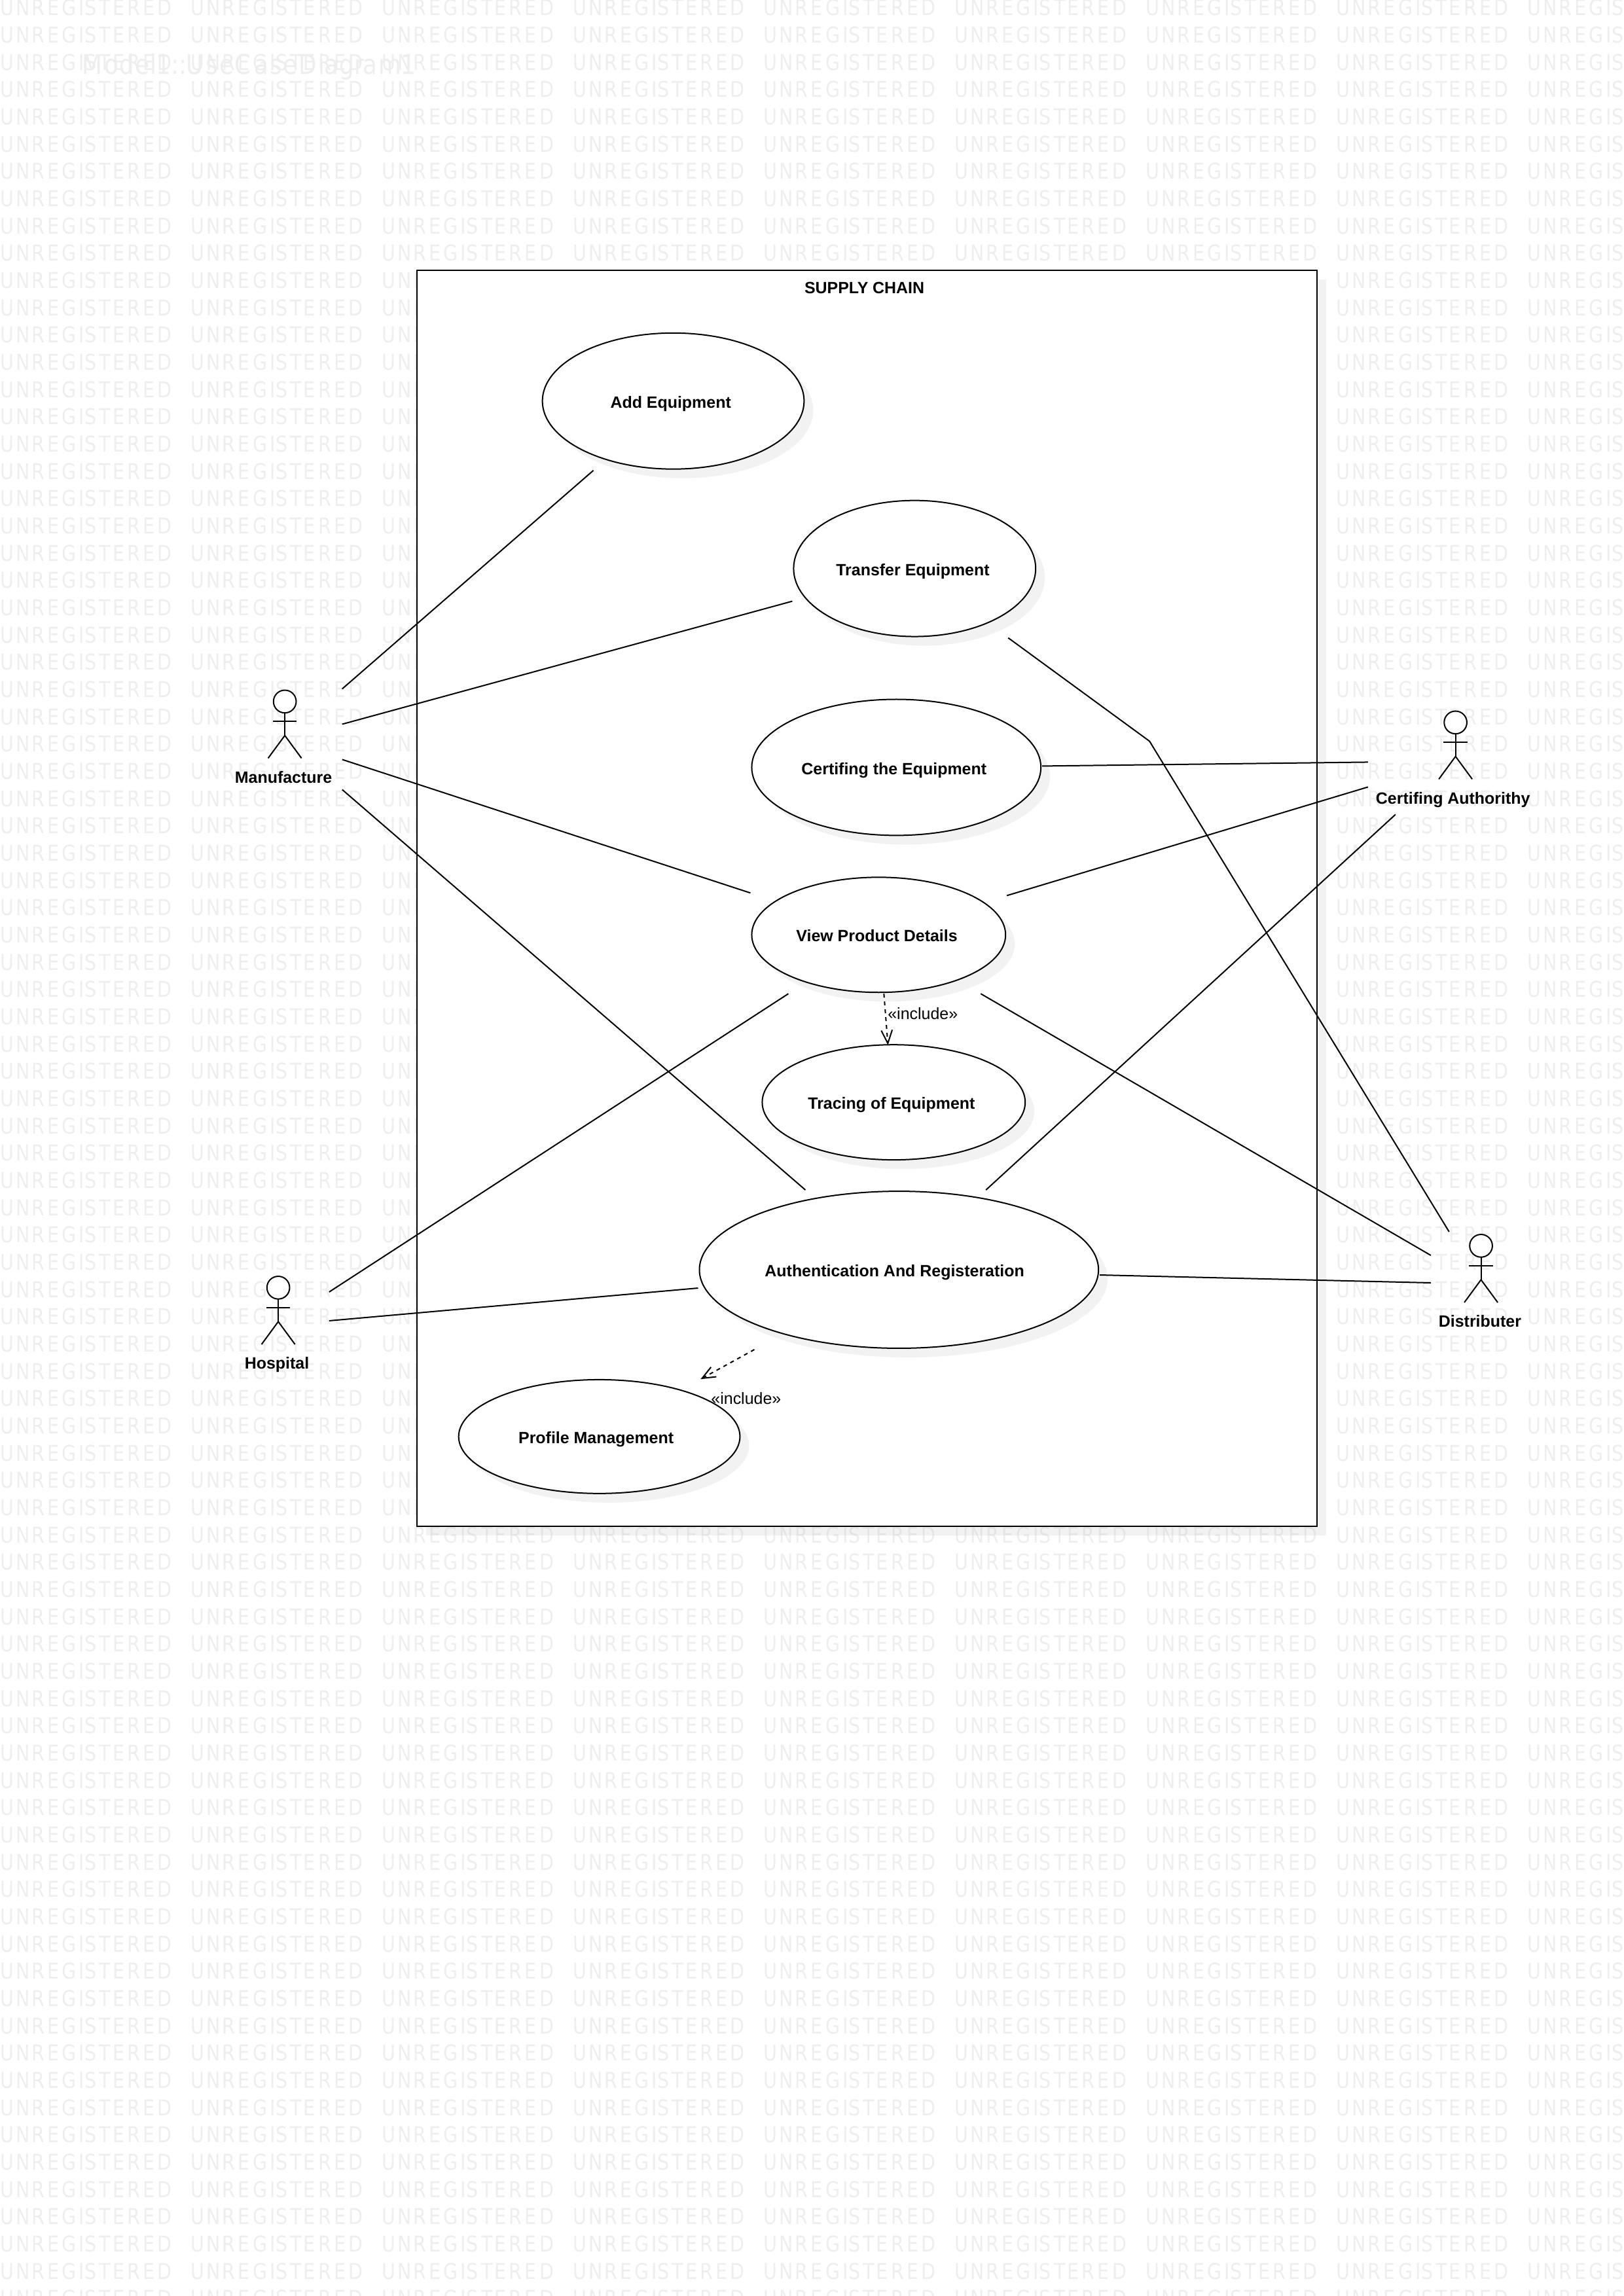 Model1::UseCaseDiagram1
SUPPLY CHAIN
Add Equipment
Transfer Equipment
Manufacture
Certifing the Equipment
Certifing Authorithy
View Product Details
«include»
Tracing of Equipment
Authentication And Registeration
Distributer
Hospital
«include»
Profile Management
UNREGISTERED